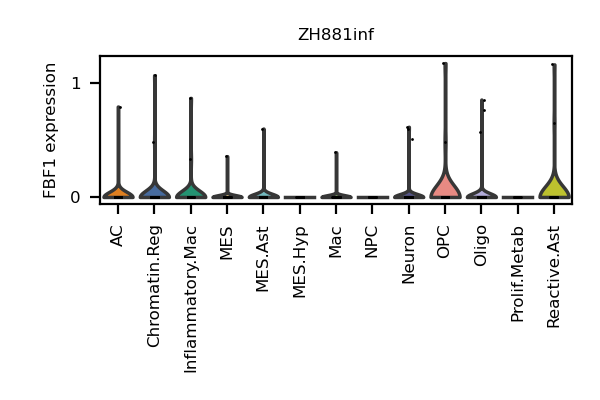 ZH881inf
FBF1 expression
1
0
AC
Chromatin.Reg
Inflammatory.Mac
MES
MES.Ast
MES.Hyp
Mac
NPC
Neuron
OPC
Oligo
Prolif.Metab
Reactive.Ast